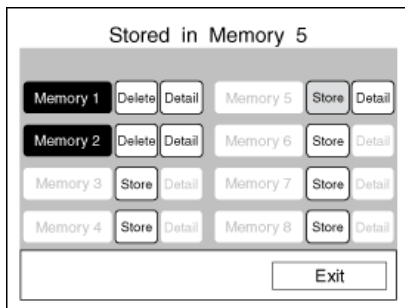 Stored in Memory 5
Memory 1 Delete Detail Memory 5 Store Detail
Memory 2 Delete Detail Memory 6 Store Detail
Memory 3 Store Detail Memory 7 Store Detail
Memory 4 Store Detail Memory 8 Store Detail
Exit